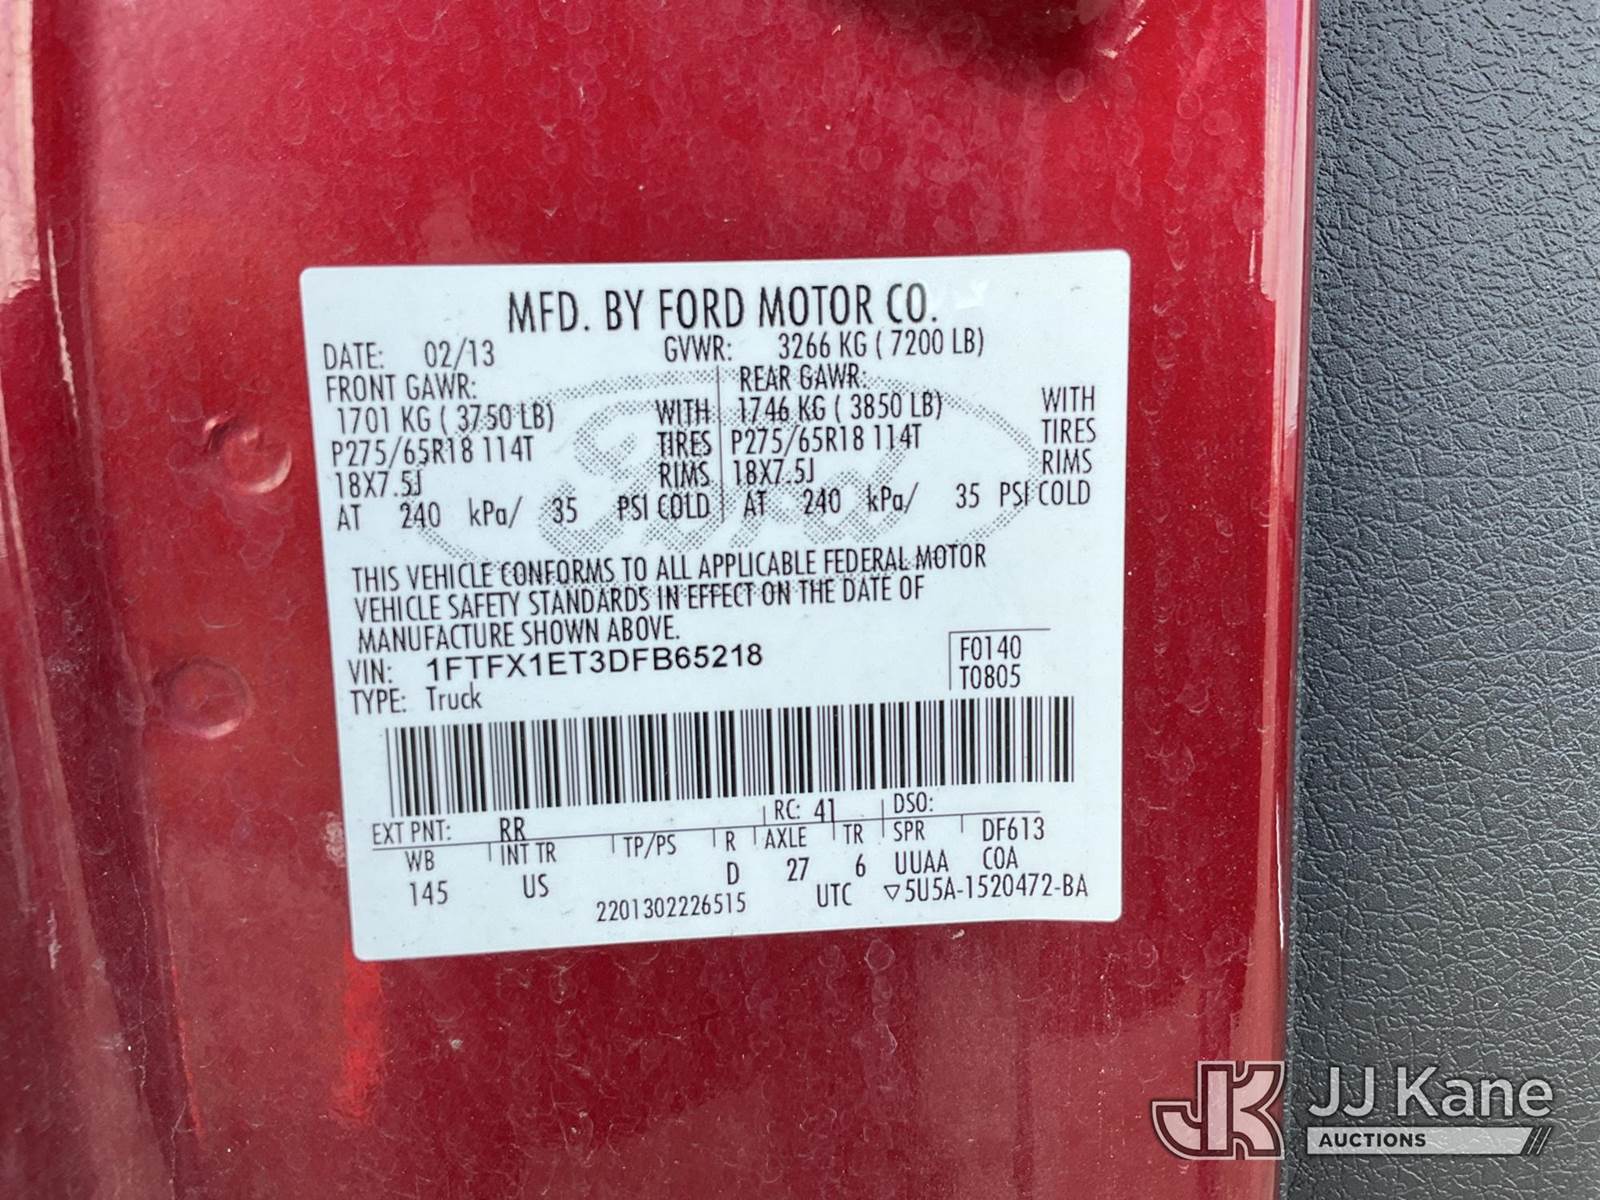 MFD. BY FORD MOTOR CO.
DATE: 02/13 GVWR: 3266 KG ( 7200 LB)
FRONT GAWR: REAR GAWR:
1701 KG ( 3750 LB) WITH 1746 KG ( 3850 LB) WITH
P275/65R18 114T TIRES P275/65R18 114T TIRES
18X7.5J RIMS 18X7.5J RIMS
AT 240 kPa/ 35 PSI COLD AT 240 kPa/ 35 PSI COLD
Ford
THIS VEHICLE CONFORMS TO ALL APPLICABLE FEDERAL MOTOR
VEHICLE SAFETY STANDARDS IN EFFECT ON THE DATE OF
MANUFACTURE SHOWN ABOVE.
VIN: 1FTFX1ET3DFB65218 F0140
TYPE: Truck T0805
EXT PNT: RR RC: 41 DSO:
WB INT TR TP/PS R AXLE TR SPR DF613
145 US D 27 6 UUAA COA
2201302226515 UTC ▽5U5A-1520472-BA
JK JJ Kane
AUCTIONS